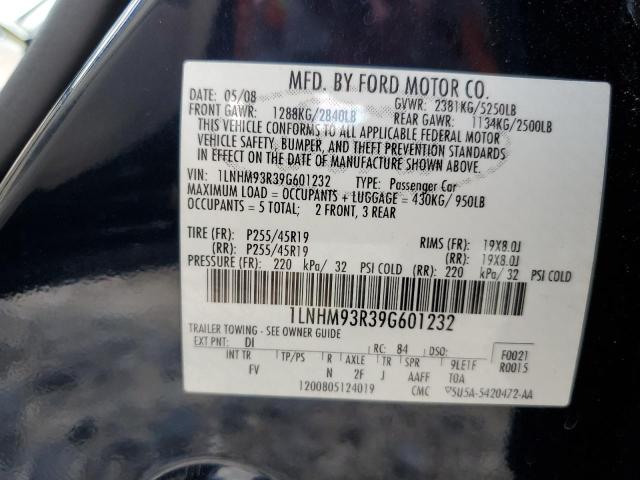 MFD. BY FORD MOTOR CO.
DATE: 05/08 GVWR: 2381KG/5250LB
FRONT GAWR: 1288KG/2840LB REAR GAWR: 1134KG/2500LB
THIS VEHICLE CONFORMS TO ALL APPLICABLE FEDERAL MOTOR
VEHICLE SAFETY, BUMPER, AND THEFT PREVENTION STANDARDS
IN EFFECT ON THE DATE OF MANUFACTURE SHOWN ABOVE.
VIN: 1LNHM93R39G601232 TYPE: Passenger Car
MAXIMUM LOAD = OCCUPANTS + LUGGAGE = 430KG/ 950LB
OCCUPANTS = 5 TOTAL; 2 FRONT, 3 REAR
TIRE (FR): P255/45R19 RIMS (FR): 19X8.0J
(RR): P255/45R19 (RR): 19X8.0J
PRESSURE (FR): 220 kPa/ 32 PSI COLD (RR): 220 kPa/ 32 PSI COLD
1LNHM93R39G601232
TRAILER TOWING - SEE OWNER GUIDE
EXT PNT: DI RC: 84 DSO: F0021
INT TR TP/PS R AXLE TR SPR 9LE1F R0015
FV N 2F J AAFF TOA
1200805124019 CMC 5U5A-5420472-AA